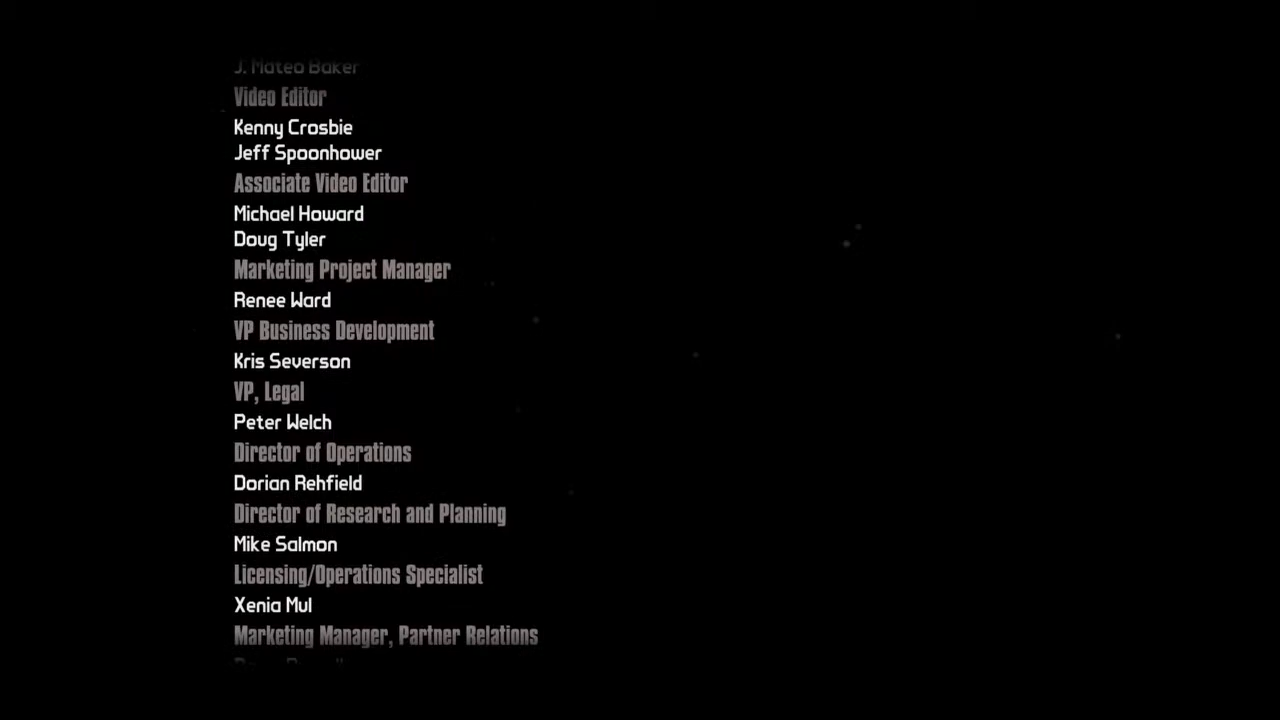 J. Mateo Baker
Video Editor
Kenny Crosbie
Jeff Spoonhower
Associate Video Editor
Michael Howard
Doug Tyler
Marketing Project Manager
Renee Ward
VP Business Development
Kris Severson
VP, Legal
Peter Welch
Director of Operations
Dorian Rehfield
Director of Research and Planning
Mike Salmon
Licensing/Operations Specialist
Xenia Mul
Marketing Manager, Partner Relations